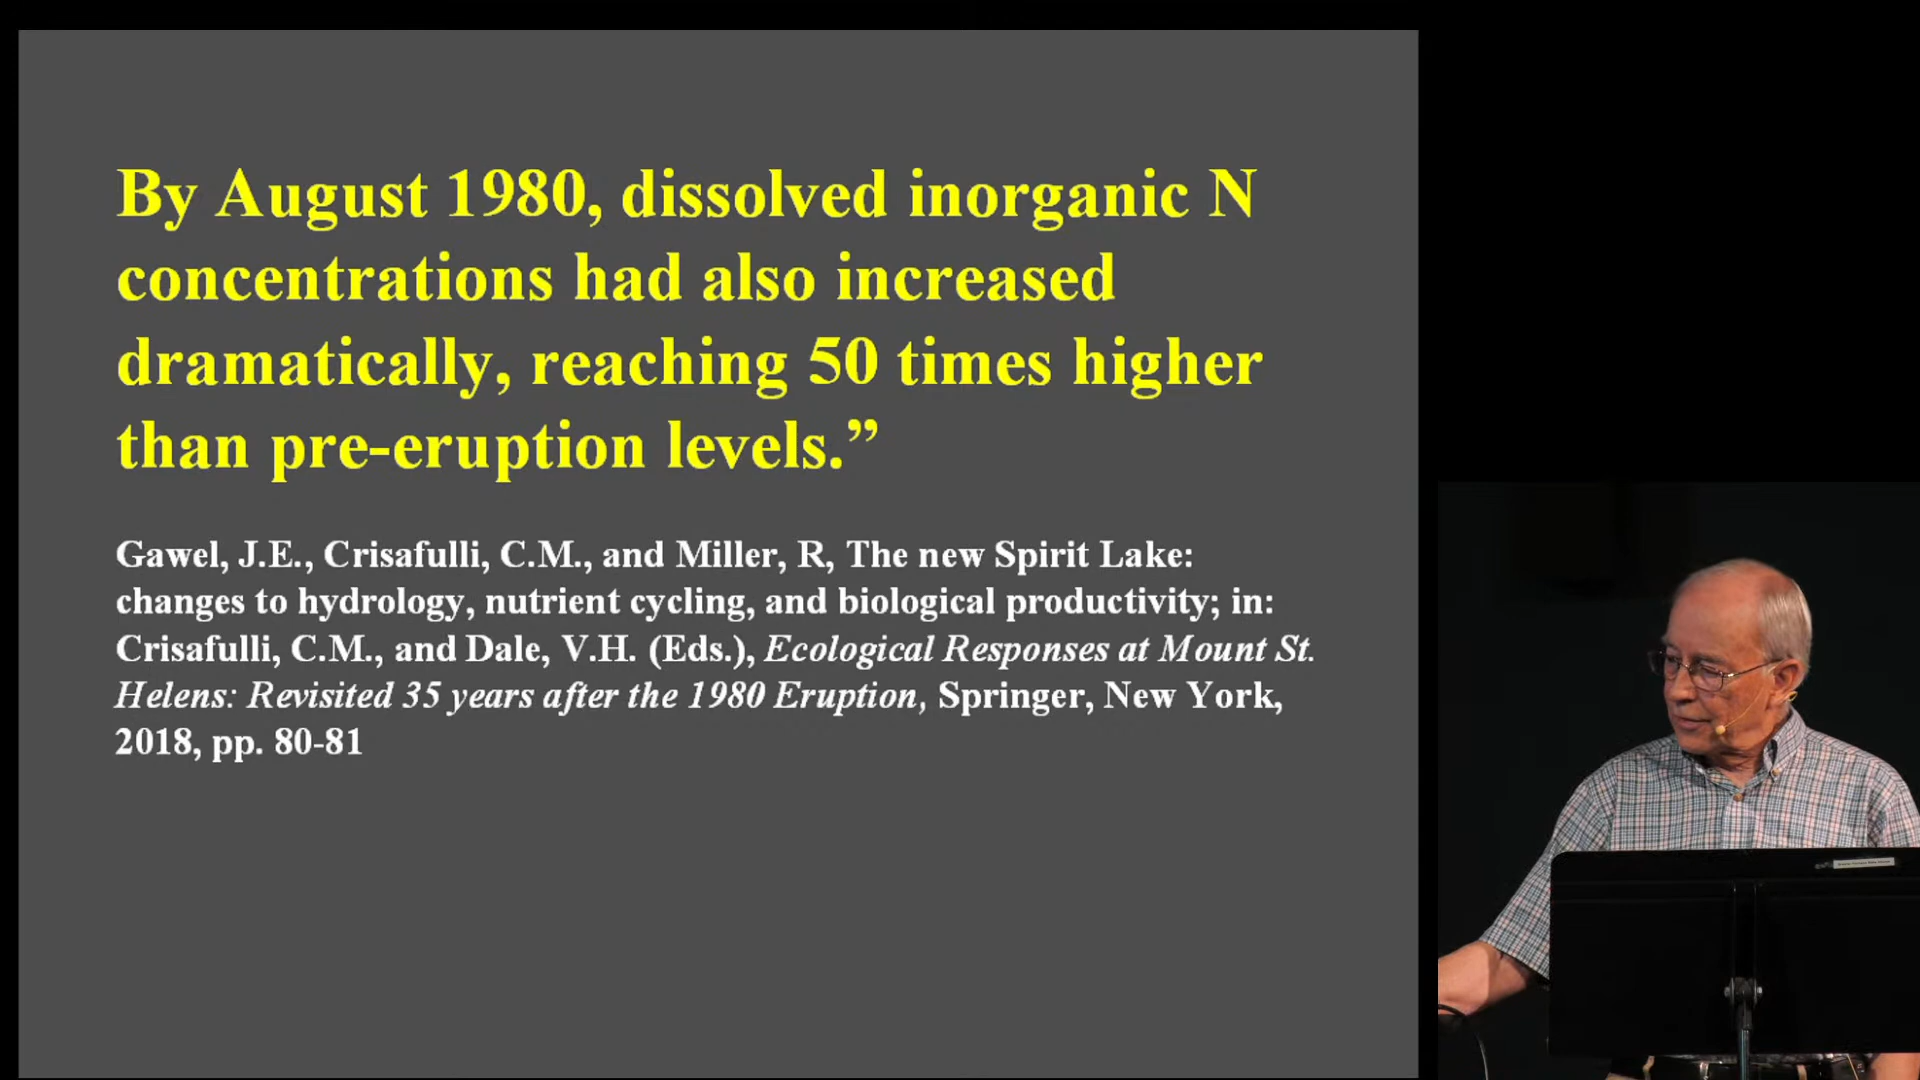 By August 1980, dissolved inorganic N
concentrations had also increased
dramatically, reaching 50 times higher
than pre-eruption levels.”
Gawel, J.E., Crisafulli, C.M., and Miller, R, The new Spirit Lake:
changes to hydrology, nutrient cycling, and biological productivity; in:
Crisafulli, C.M., and Dale, V.H. (Eds.), Ecological Responses at Mount St.
Helens: Revisited 35 years after the 1980 Eruption, Springer, New York,
2018, pp. 80-81